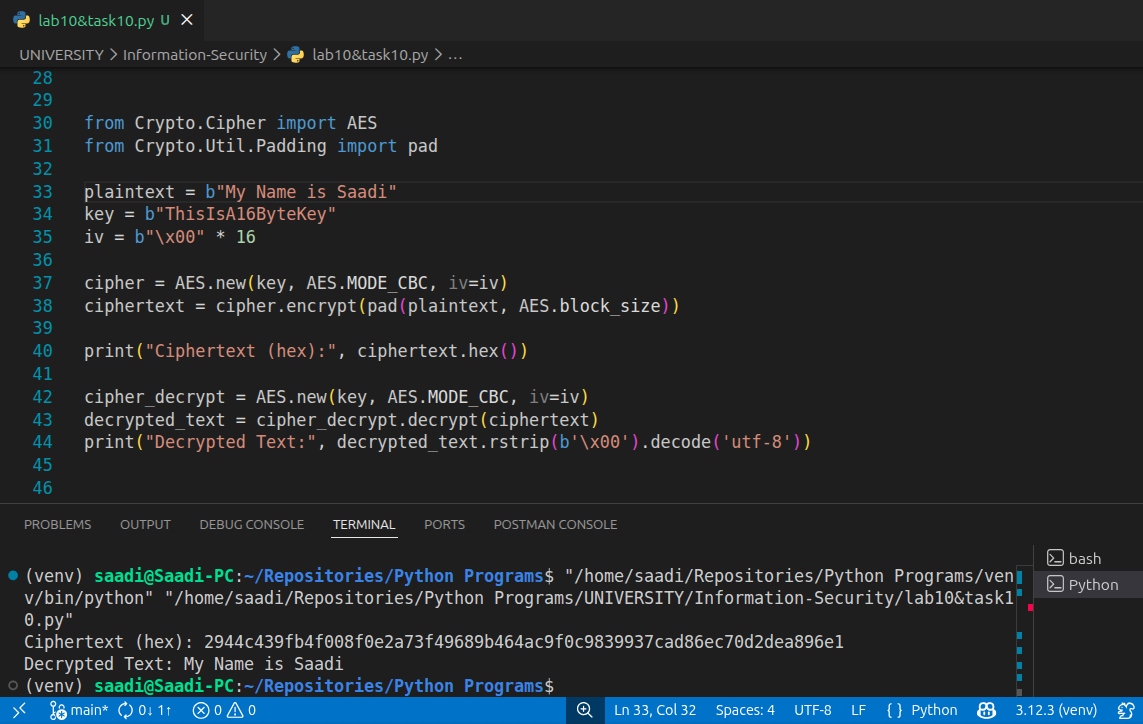 lab10&task10.py U
UNIVERSITY > Information-Security > lab10&task10.py > ...
28
29
30 from Crypto.Cipher import AES
31 from Crypto.Util.Padding import pad
32
33 plaintext = b"My Name is Saadi"
34 key = b"ThisIsA16ByteKey"
35 iv = b"\x00" * 16
36
37 cipher = AES.new(key, AES.MODE_CBC, iv=iv)
38 ciphertext = cipher.encrypt(pad(plaintext, AES.block_size))
39
40 print("Ciphertext (hex):", ciphertext.hex())
41
42 cipher_decrypt = AES.new(key, AES.MODE_CBC, iv=iv)
43 decrypted_text = cipher_decrypt.decrypt(ciphertext)
44 print("Decrypted Text:", decrypted_text.rstrip(b'\x00').decode('utf-8'))
45
46
PROBLEMS OUTPUT DEBUG CONSOLE TERMINAL PORTS POSTMAN CONSOLE
bash
Python
(venv) saadi@Saadi-PC:~/Repositories/Python Programs$ "/home/saadi/Repositories/Python Programs/ven
v/bin/python" "/home/saadi/Repositories/Python Programs/UNIVERSITY/Information-Security/lab10&task1
0.py"
Ciphertext (hex): 2944c439fb4f008f0e2a73f49689b464ac9f0c9839937cad86ec70d2dea896e1
Decrypted Text: My Name is Saadi
(venv) saadi@Saadi-PC:~/Repositories/Python Programs$
main* 0↓ 1↑ 0 0 Ln 33, Col 32 Spaces: 4 UTF-8 LF { } Python 3.12.3 (venv)